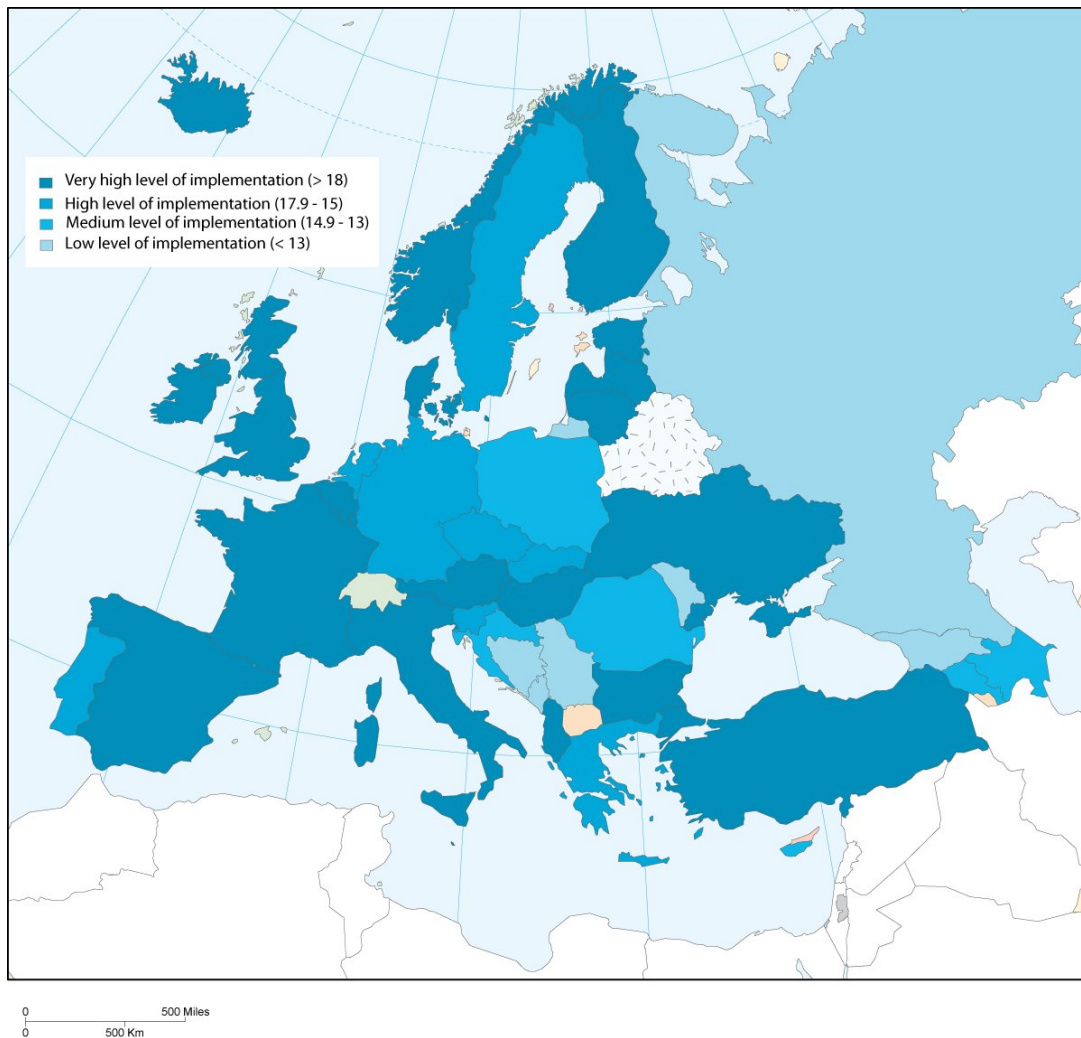 Very high level of implementation (> 18)
High level of implementation (17.9 - 15)
Medium level of implementation (14.9 - 13)
Low level of implementation (< 13)
0 500 Miles
0 500 Km